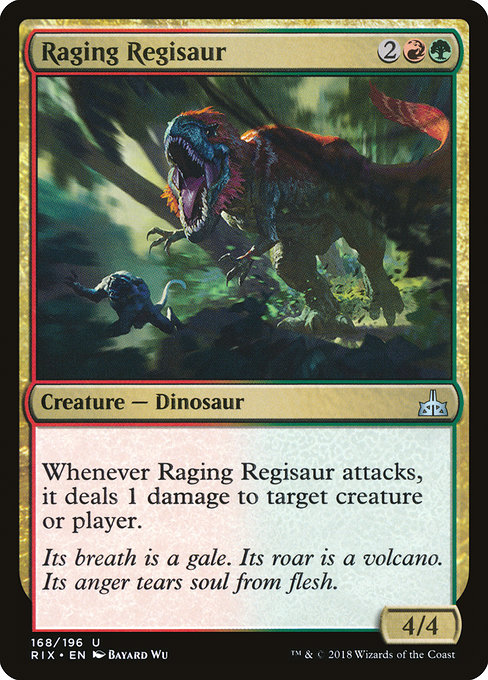 Raging Regisaur 2
Creature — Dinosaur
Whenever Raging Regisaur attacks,
it deals 1 damage to target creature
or player.
Its breath is a gale. Its roar is a volcano.
Its anger tears soul from flesh.
4/4
168/196 U
RIX • EN Bayard Wu ™ & © 2018 Wizards of the Coast